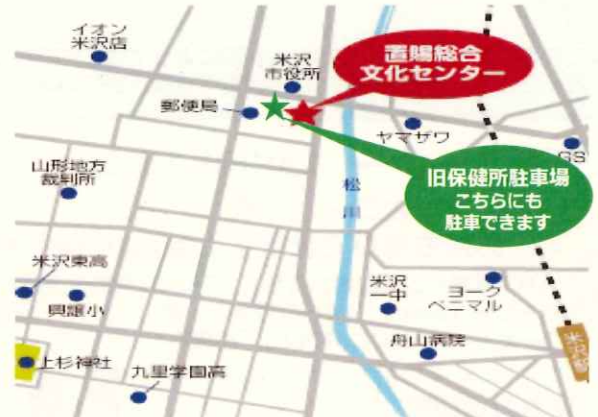 イオン
米沢店
米沢
市役所
置賜総合
文化センター
郵便局
ヤマザワ
GS
山形地方
裁判所
旧保健所駐車場
こちらにも
駐車できます
松川
米沢東高
興譲小
米沢
一中
ヨーク
ベニマル
舟山病院
米沢駅
上杉神社
九里学園高